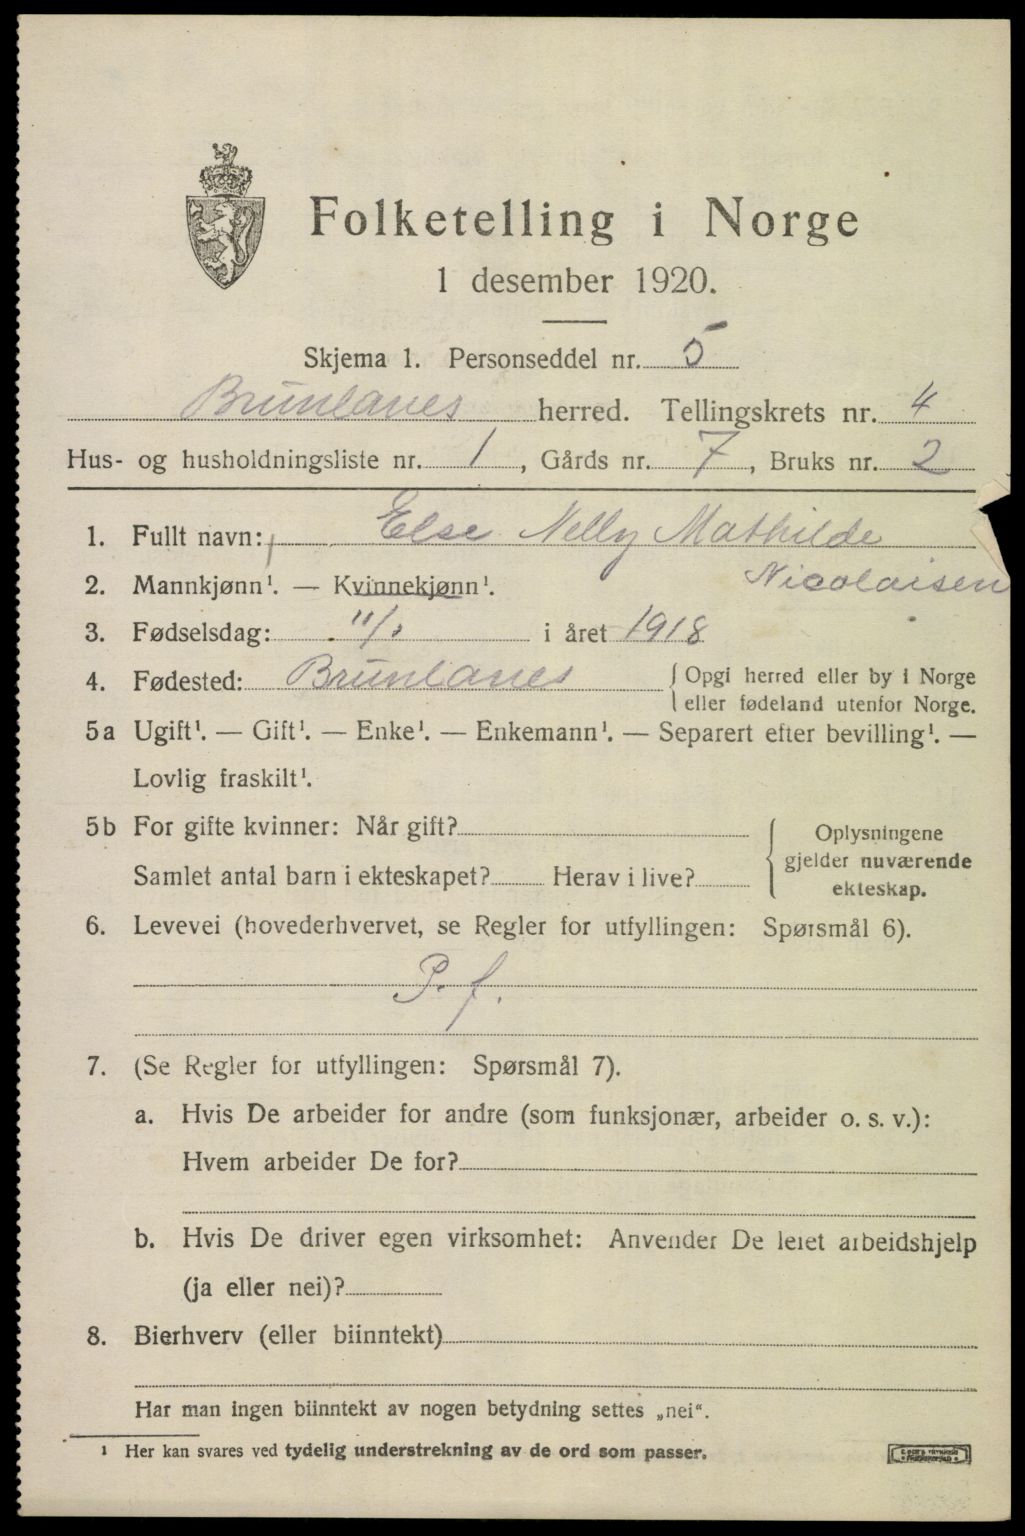 Folketelling i Norge
1 desember 1920.
Skjema 1. Personseddel nr. 5
Brunlanes herred. Tellingskrets nr. 4
Hus- og husholdningsliste nr. 1, Gårds nr. 7, Bruks nr. 2
1. Fullt navn: Else Nelly Mathilde
Nicolaisen
2. Mannkjønn¹. — Kvinnekjønn¹.
3. Fødselsdag: i året 1918
4. Fødested: Brunlanes { Opgi herred eller by i Norge
eller fødeland utenfor Norge.
5a Ugift¹. — Gift¹. — Enke¹. — Enkemann¹. — Separert efter bevilling¹. —
Lovlig fraskilt¹.
5b For gifte kvinner: Når gift?
Samlet antal barn i ekteskapet? Herav i live?
{ Oplysningene
gjelder nuværende
ekteskap.
6. Levevei (hovederhvervet, se Regler for utfyllingen: Spørsmål 6).
P. f.
7. (Se Regler for utfyllingen: Spørsmål 7).
a. Hvis De arbeider for andre (som funksjonær, arbeider o. s. v.):
Hvem arbeider De for?
b. Hvis De driver egen virksomhet: Anvender De leiet arbeidshjelp
(ja eller nei)?
8. Bierhverv (eller biinntekt)
Har man ingen biinntekt av nogen betydning settes „nei“.
¹ Her kan svares ved tydelig understrekning av de ord som passer.